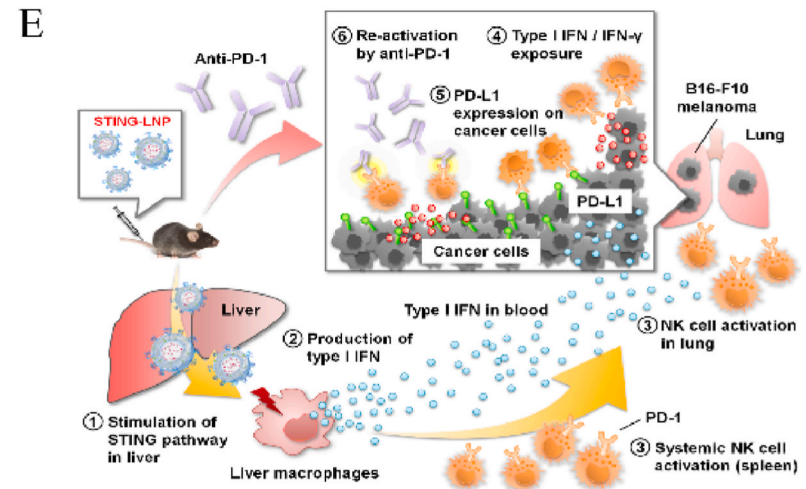 E
Anti-PD-1
STING-LNP
⑥ Re-activation
by anti-PD-1
④ Type I IFN / IFN-γ
exposure
⑤ PD-L1
expression on
cancer cells
B16-F10
melanoma
Lung
PD-L1
Cancer cells
Liver
② Production of
type I IFN
Type I IFN in blood
③ NK cell activation
in lung
① Stimulation of
STING pathway
in liver
Liver macrophages
PD-1
③ Systemic NK cell
activation (spleen)